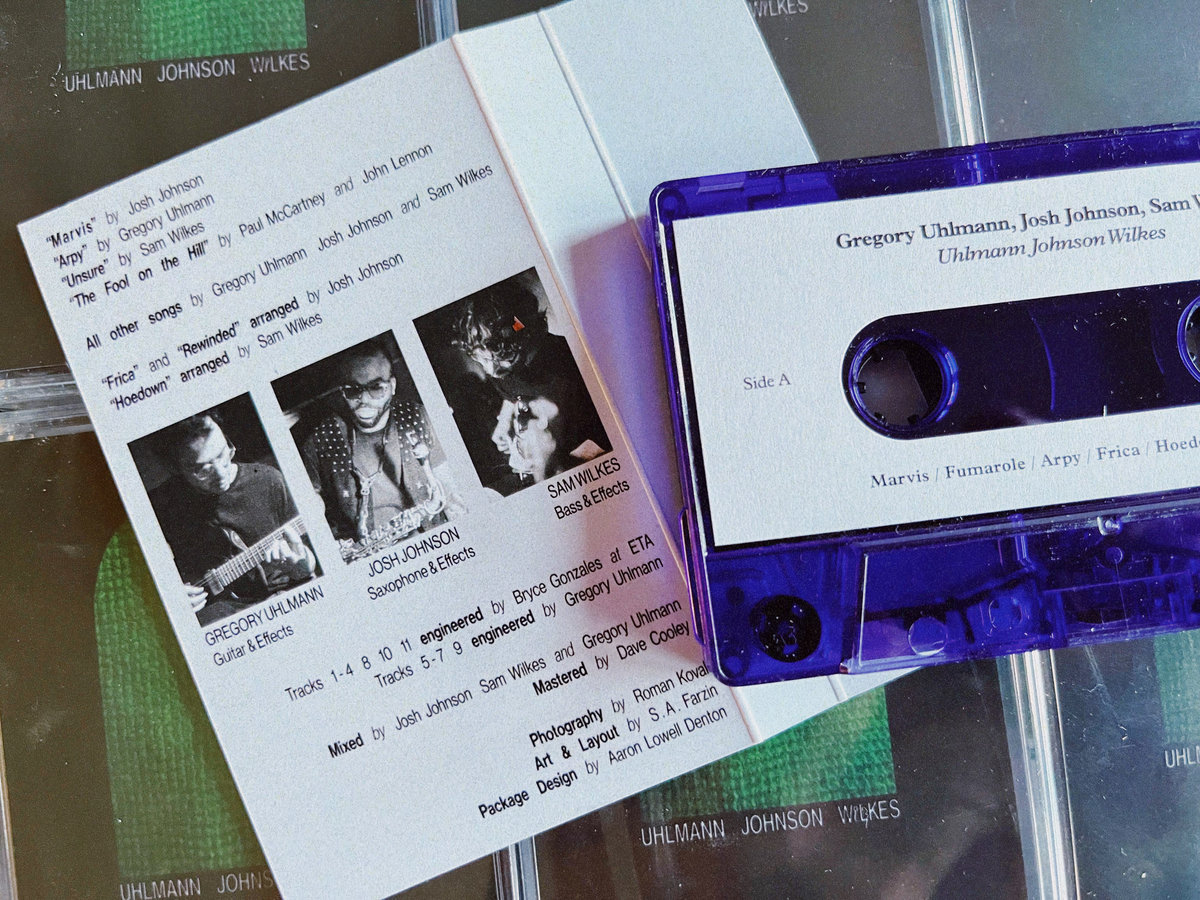 UHLMANN JOHNSON WILKES
WILKES
"Marvis" by Josh Johnson
"Arpy" by Gregory Uhlmann
"Unsure" by Sam Wilkes
"The Fool on the Hill" by Paul McCartney and John Lennon
All other songs by Gregory Uhlmann Josh Johnson and Sam Wilkes
"Frica" and "Rewinded" arranged by Josh Johnson
"Hoedown" arranged by Sam Wilkes
GREGORY UHLMANN
Guitar & Effects
JOSH JOHNSON
Saxophone & Effects
SAM WILKES
Bass & Effects
Tracks 1-4 8 10 11 engineered by Bryce Gonzales at ETA
Tracks 5-7 9 engineered by Gregory Uhlmann
Mixed by Josh Johnson Sam Wilkes and Gregory Uhlmann
Mastered by Dave Cooley
Photography by Roman Koval
Art & Layout by S.A. Farzin
Package Design by Aaron Lowell Denton
Gregory Uhlmann, Josh Johnson, Sam W
Uhlmann Johnson Wilkes
Side A
Marvis / Fumarole / Arpy / Frica / Hoed
UHLMANN JOHNS
UHLMANN JOHNSON WILKES
UHL